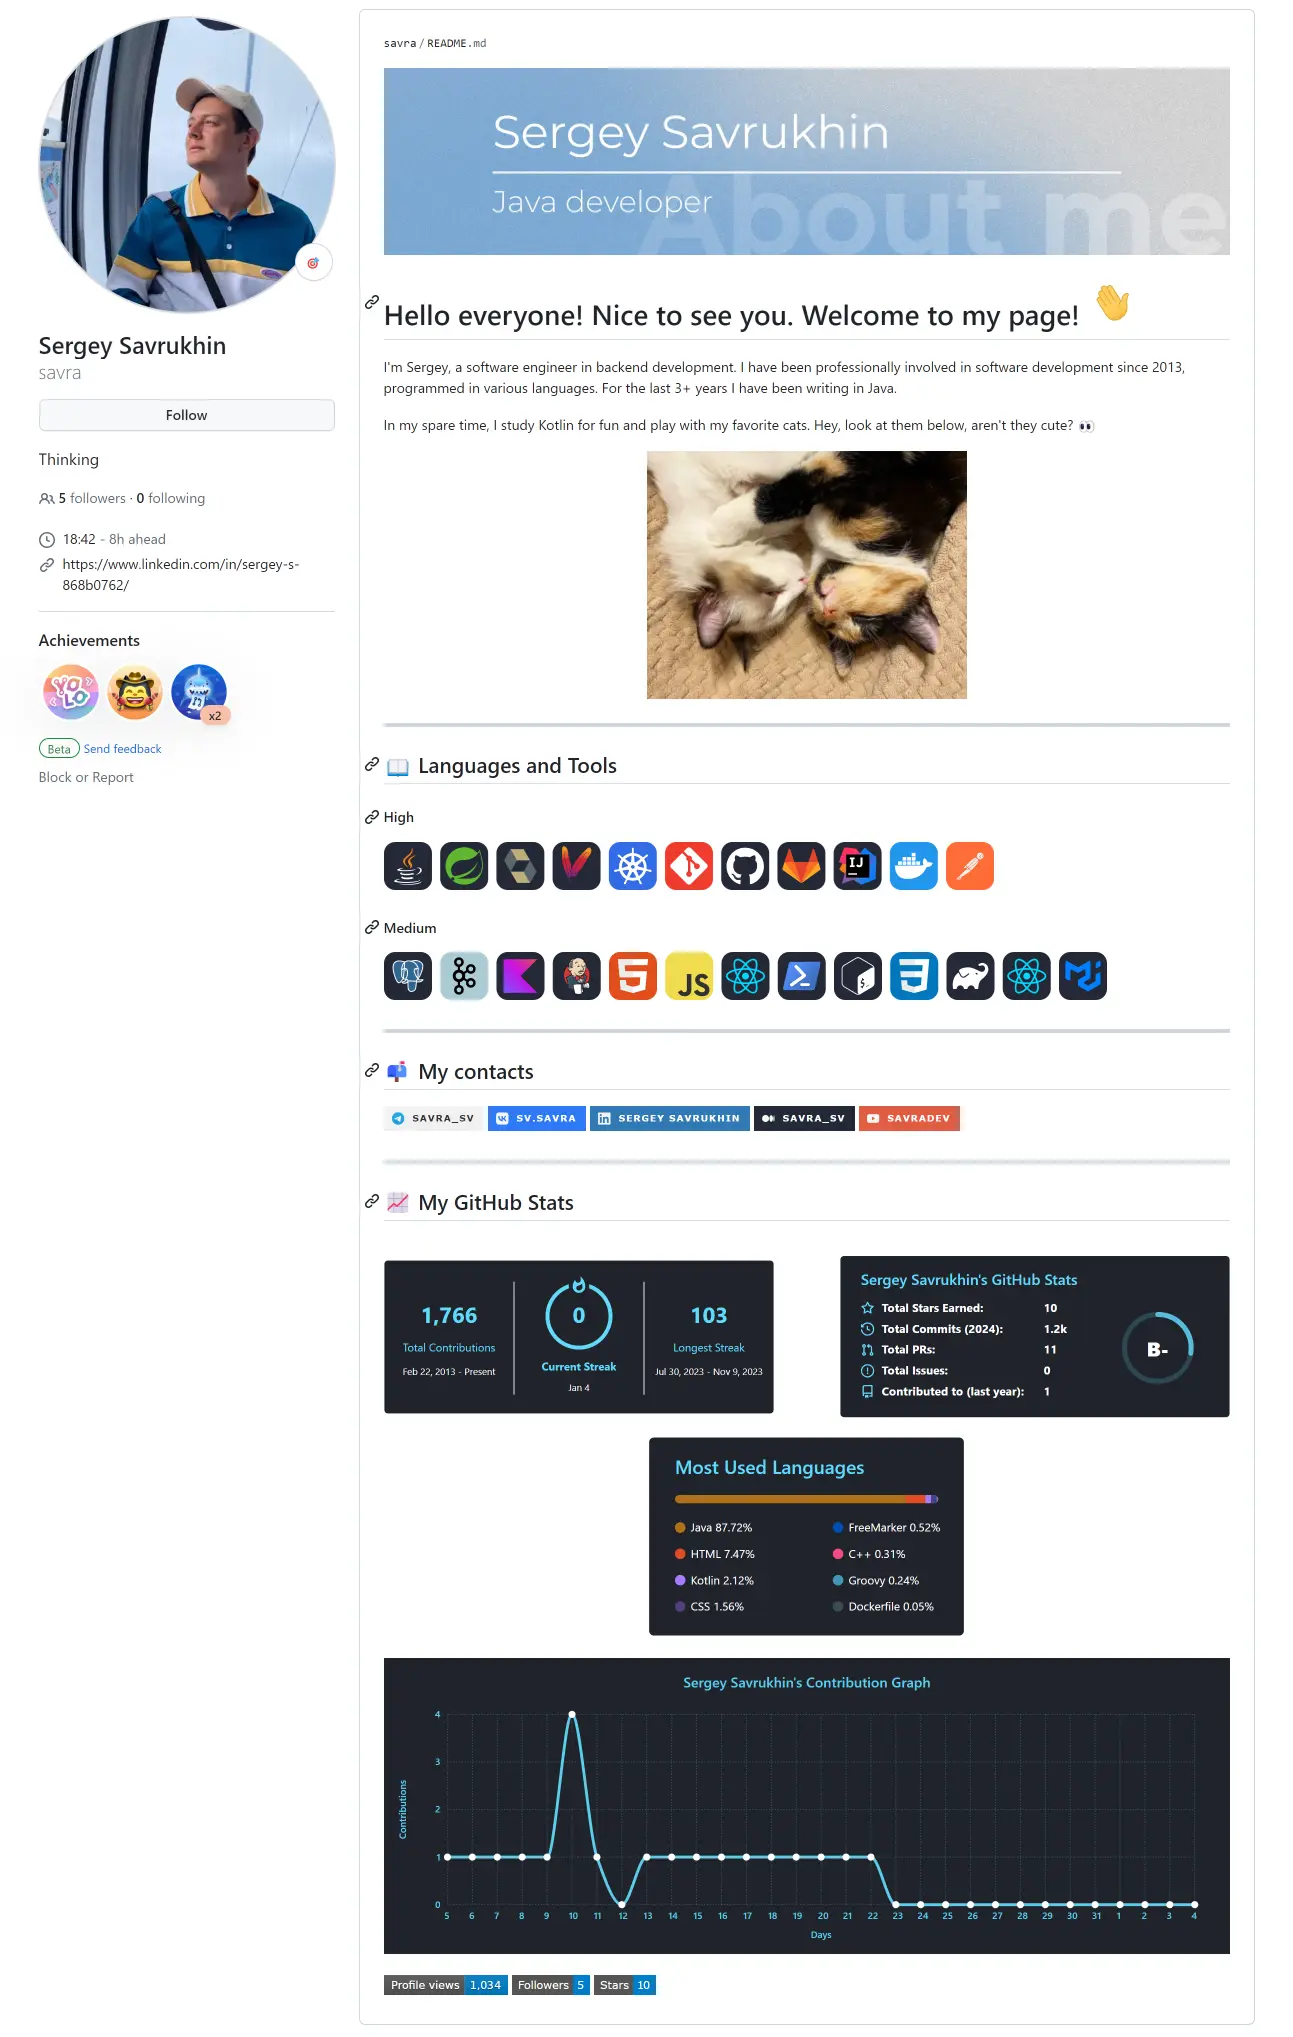 Sergey Savrukhin
savra
Follow
Thinking
5 followers · 0 following
18:42 - 8h ahead
https://www.linkedin.com/in/sergey-s-
868b0762/
Achievements
YOLO
x2
Beta Send feedback
Block or Report
savra / README.md
Sergey Savrukhin
Java developer
About me
Hello everyone! Nice to see you. Welcome to my page!
I'm Sergey, a software engineer in backend development. I have been professionally involved in software development since 2013,
programmed in various languages. For the last 3+ years I have been writing in Java.
In my spare time, I study Kotlin for fun and play with my favorite cats. Hey, look at them below, aren't they cute?
Languages and Tools
High
IJ
Medium
JS
My contacts
SAVRA_SV SV.SAVRA SERGEY SAVRUKHIN SAVRA_SV SAVRADEV
My GitHub Stats
1,766
Total Contributions
Feb 22, 2013 - Present
0
Current Streak
Jan 4
103
Longest Streak
Jul 30, 2023 - Nov 9, 2023
Sergey Savrukhin's GitHub Stats
Total Stars Earned: 10
Total Commits (2024): 1.2k
Total PRs: 11
Total Issues: 0
Contributed to (last year): 1
B-
Most Used Languages
Java 87.72%
HTML 7.47%
Kotlin 2.12%
CSS 1.56%
FreeMarker 0.52%
C++ 0.31%
Groovy 0.24%
Dockerfile 0.05%
Sergey Savrukhin's Contribution Graph
Contributions
4
3
2
1
0
5 6 7 8 9 10 11 12 13 14 15 16 17 18 19 20 21 22 23 24 25 26 27 28 29 30 31 1 2 3 4
Days
Profile views 1,034 Followers 5 Stars 10